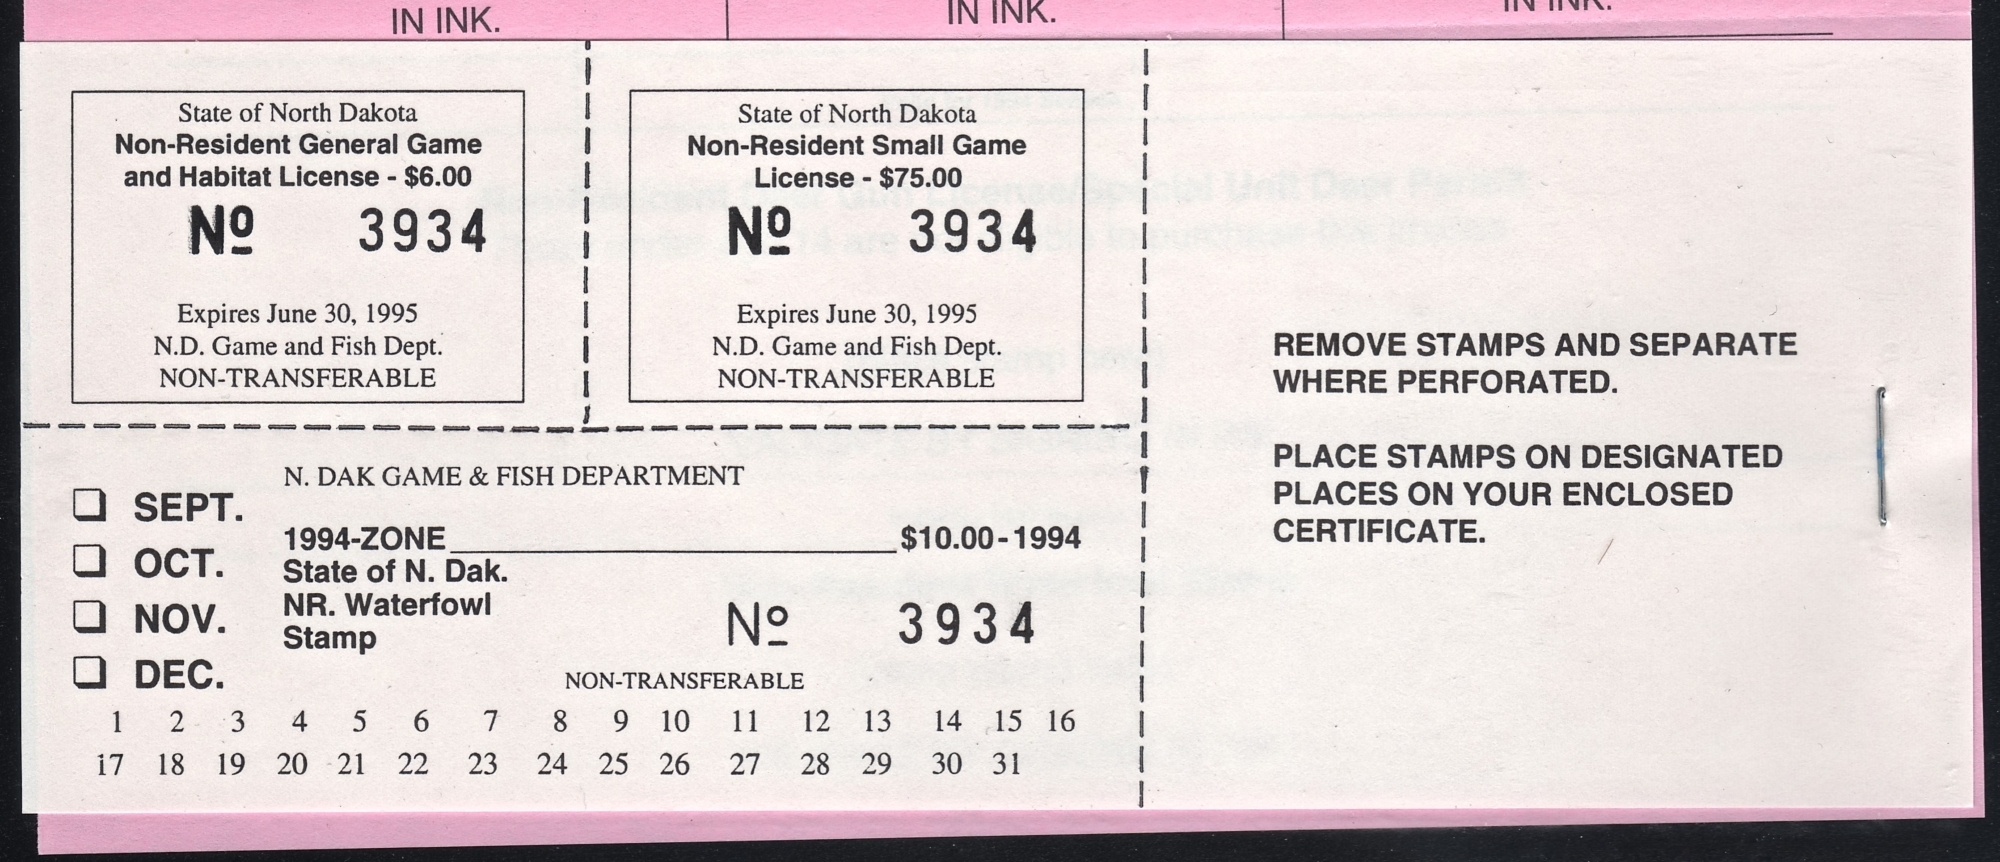 IN INK.
IN INK.
IN INK.
State of North Dakota
Non-Resident General Game
and Habitat License - $6.00
Nº 3934
Expires June 30, 1995
N.D. Game and Fish Dept.
NON-TRANSFERABLE
State of North Dakota
Non-Resident Small Game
License - $75.00
Nº 3934
Expires June 30, 1995
N.D. Game and Fish Dept.
NON-TRANSFERABLE
N. DAK GAME & FISH DEPARTMENT
❏ SEPT.
❏ OCT.
❏ NOV.
❏ DEC.
1994-ZONE______________________________$10.00-1994
State of N. Dak.
NR. Waterfowl
Stamp
Nº 3934
NON-TRANSFERABLE
1 2 3 4 5 6 7 8 9 10 11 12 13 14 15 16
17 18 19 20 21 22 23 24 25 26 27 28 29 30 31
REMOVE STAMPS AND SEPARATE
WHERE PERFORATED.
PLACE STAMPS ON DESIGNATED
PLACES ON YOUR ENCLOSED
CERTIFICATE.